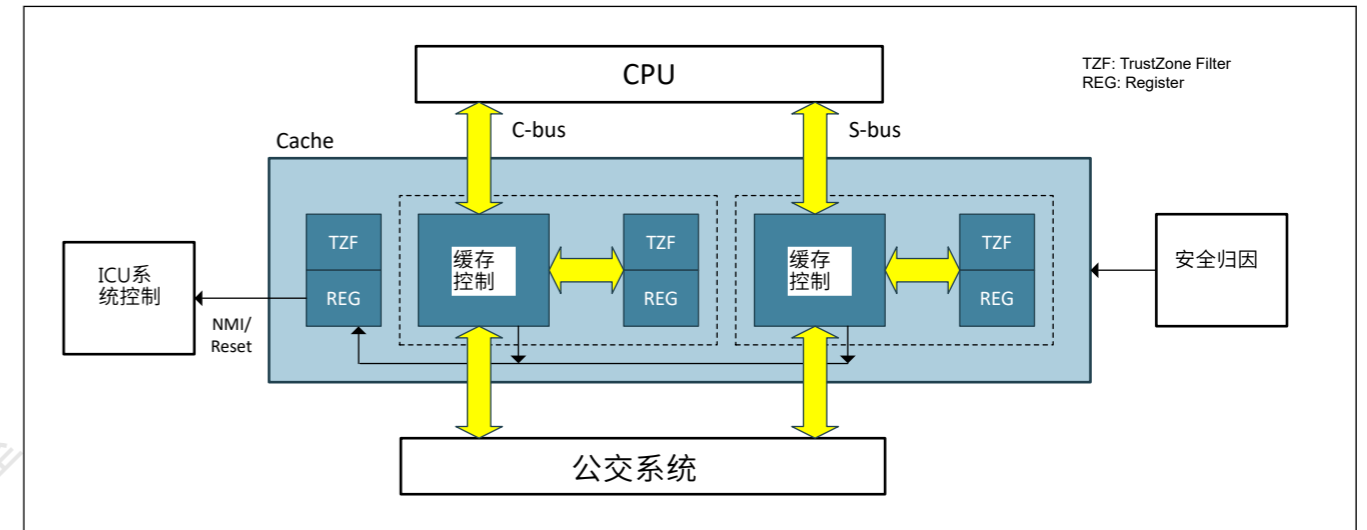 CPU
TZF: TrustZone Filter
REG: Register
C-bus
S-bus
Cache
TZF
REG
缓存
控制
TZF
REG
缓存
控制
TZF
REG
ICU系
统控制
安全归因
NMI/
Reset
公交系统